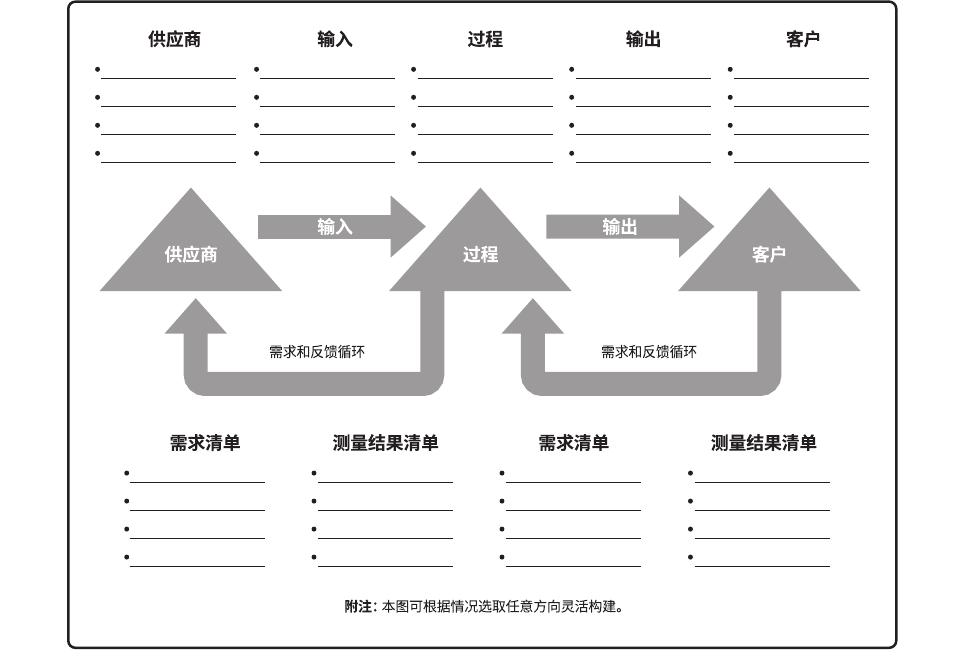 供应商 输入 过程 输出 客户
供应商 输入 过程 输出 客户
需求和反馈循环 需求和反馈循环
需求清单 测量结果清单 需求清单 测量结果清单
附注：本图可根据情况选取任意方向灵活构建。